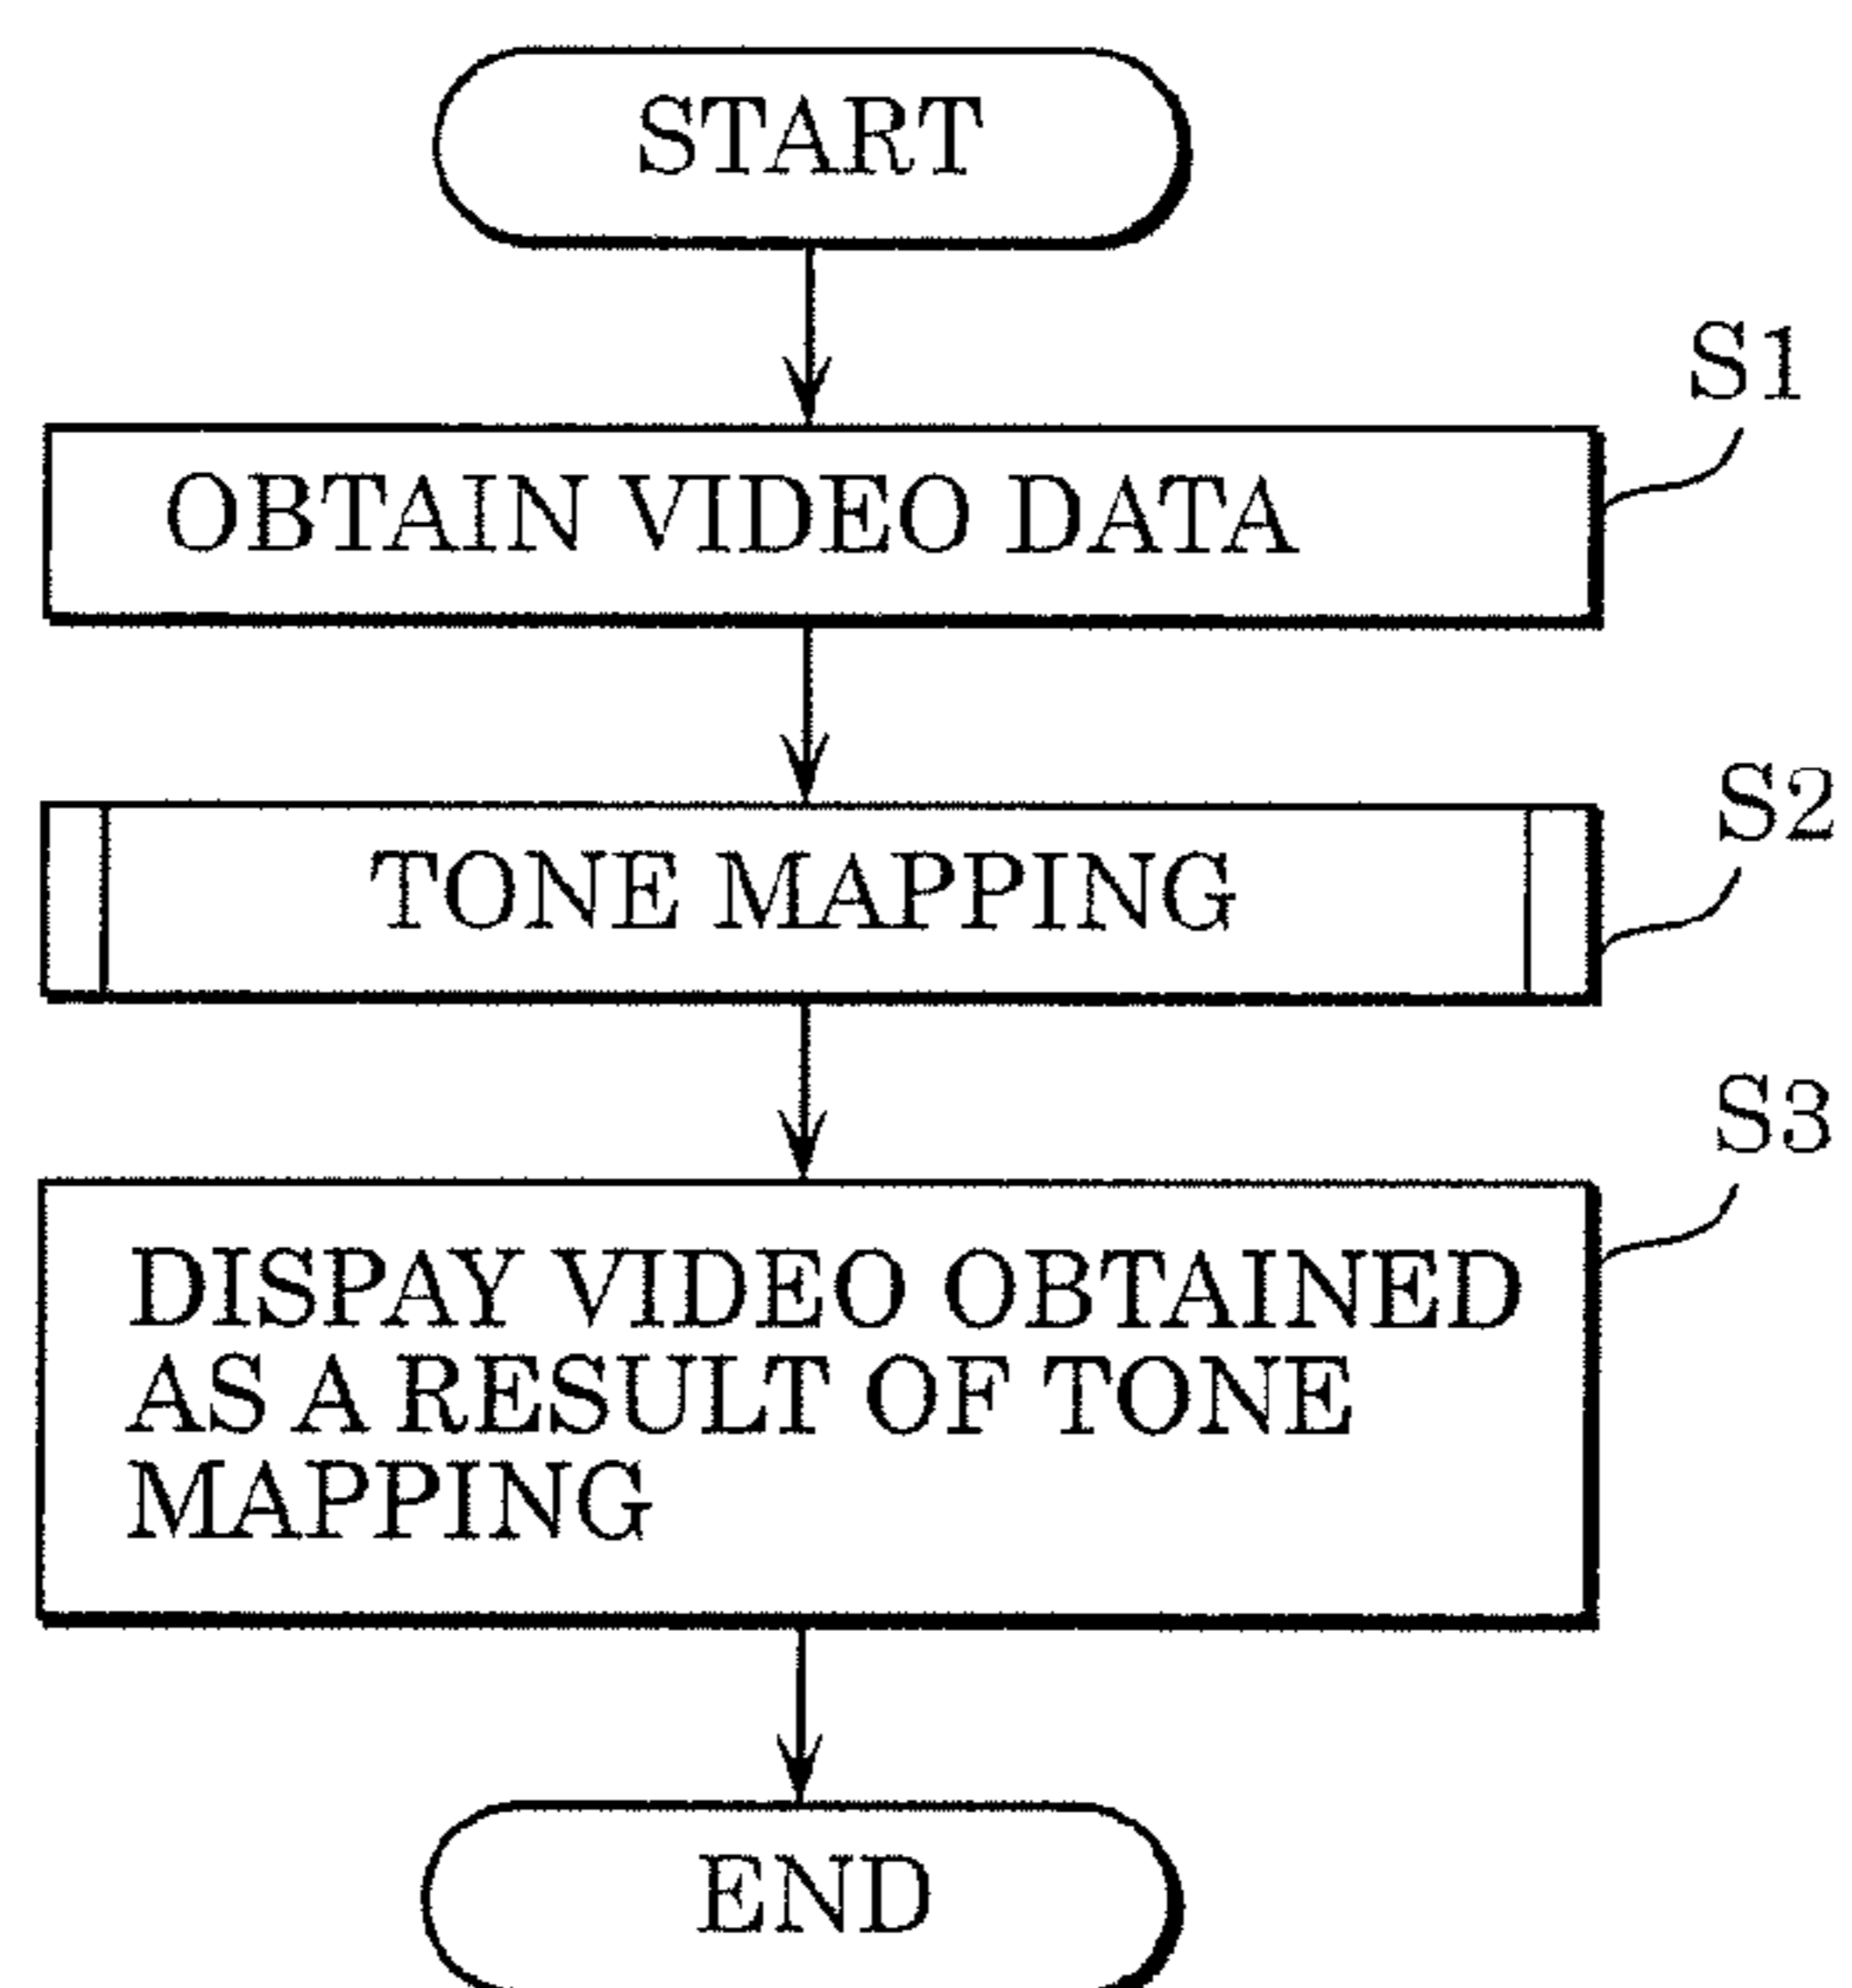 START
S1
OBTAIN VIDEO DATA
S2
TONE MAPPING
S3
DISPAY VIDEO OBTAINED
AS A RESULT OF TONE
MAPPING
END